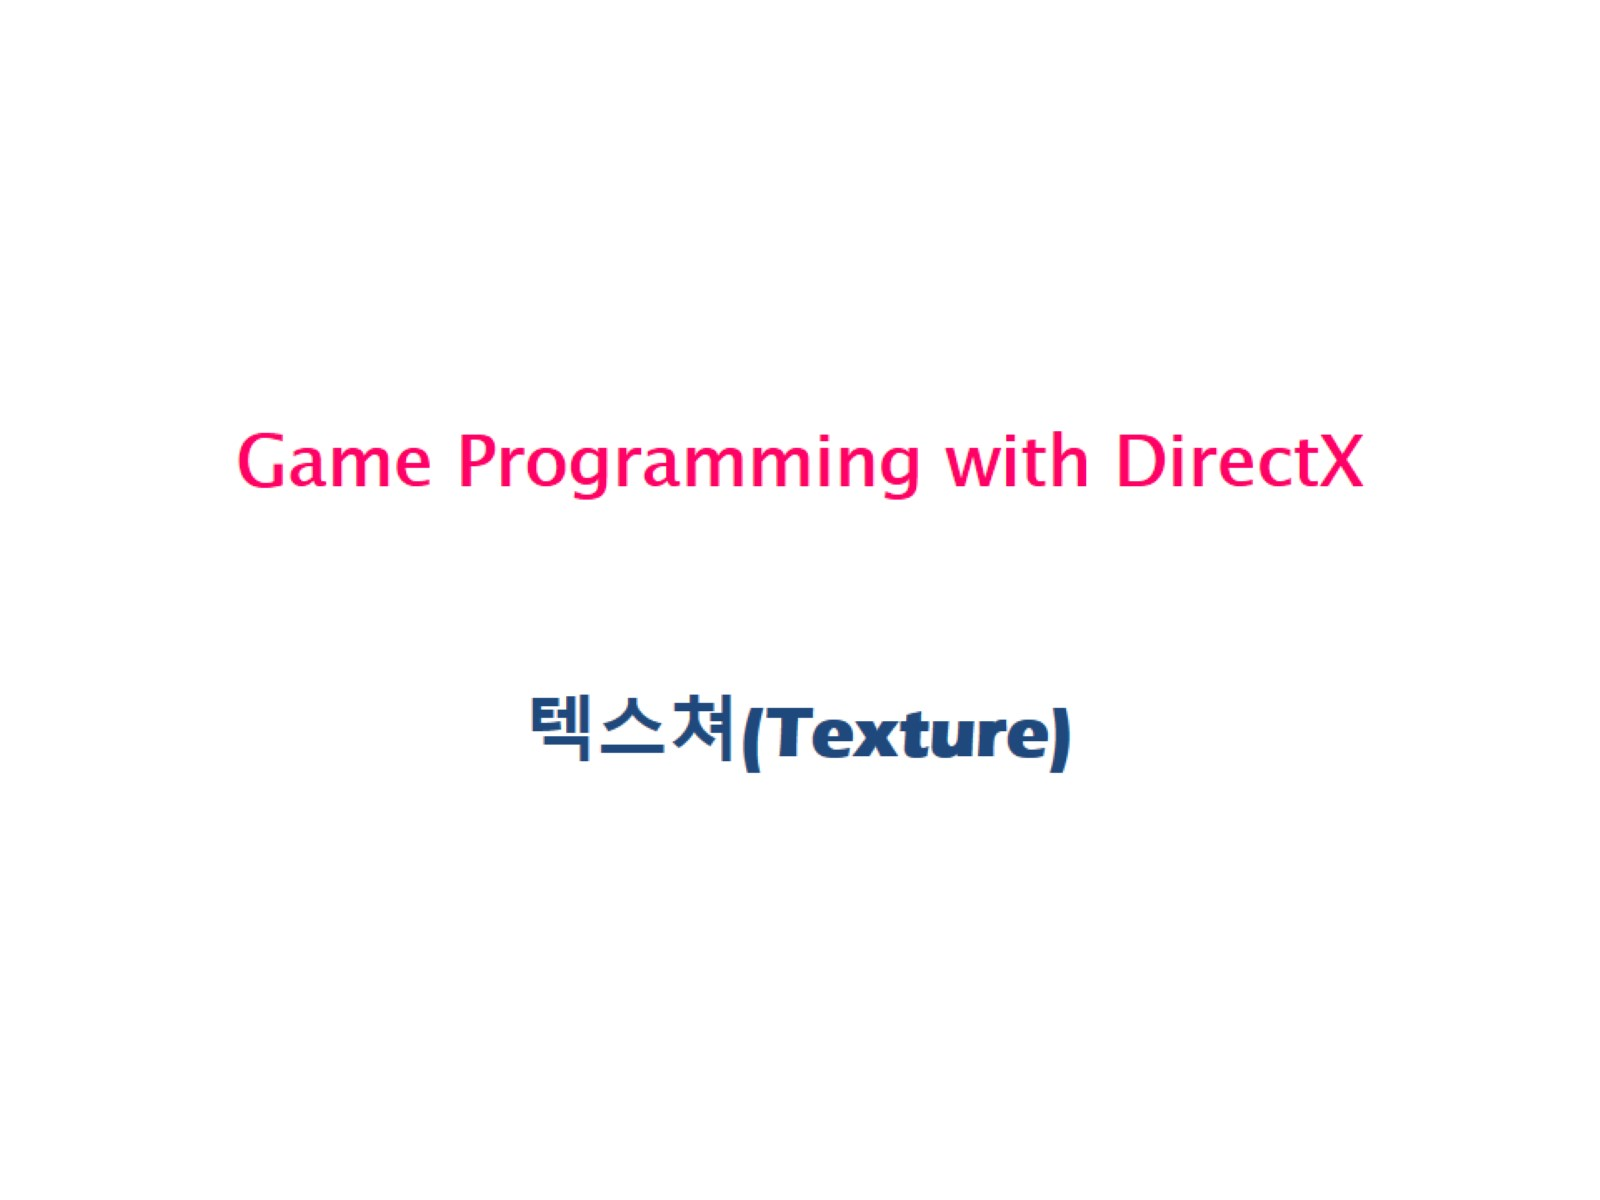 Game Programming with DirectX
텍스쳐(Texture)